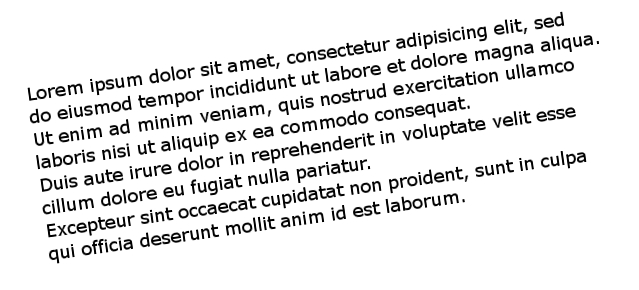 Lorem ipsum dolor sit amet, consectetur adipisicing elit, sed
do eiusmod tempor incididunt ut labore et dolore magna aliqua.
Ut enim ad minim veniam, quis nostrud exercitation ullamco
laboris nisi ut aliquip ex ea commodo consequat.
Duis aute irure dolor in reprehenderit in voluptate velit esse
cillum dolore eu fugiat nulla pariatur.
Excepteur sint occaecat cupidatat non proident, sunt in culpa
qui officia deserunt mollit anim id est laborum.